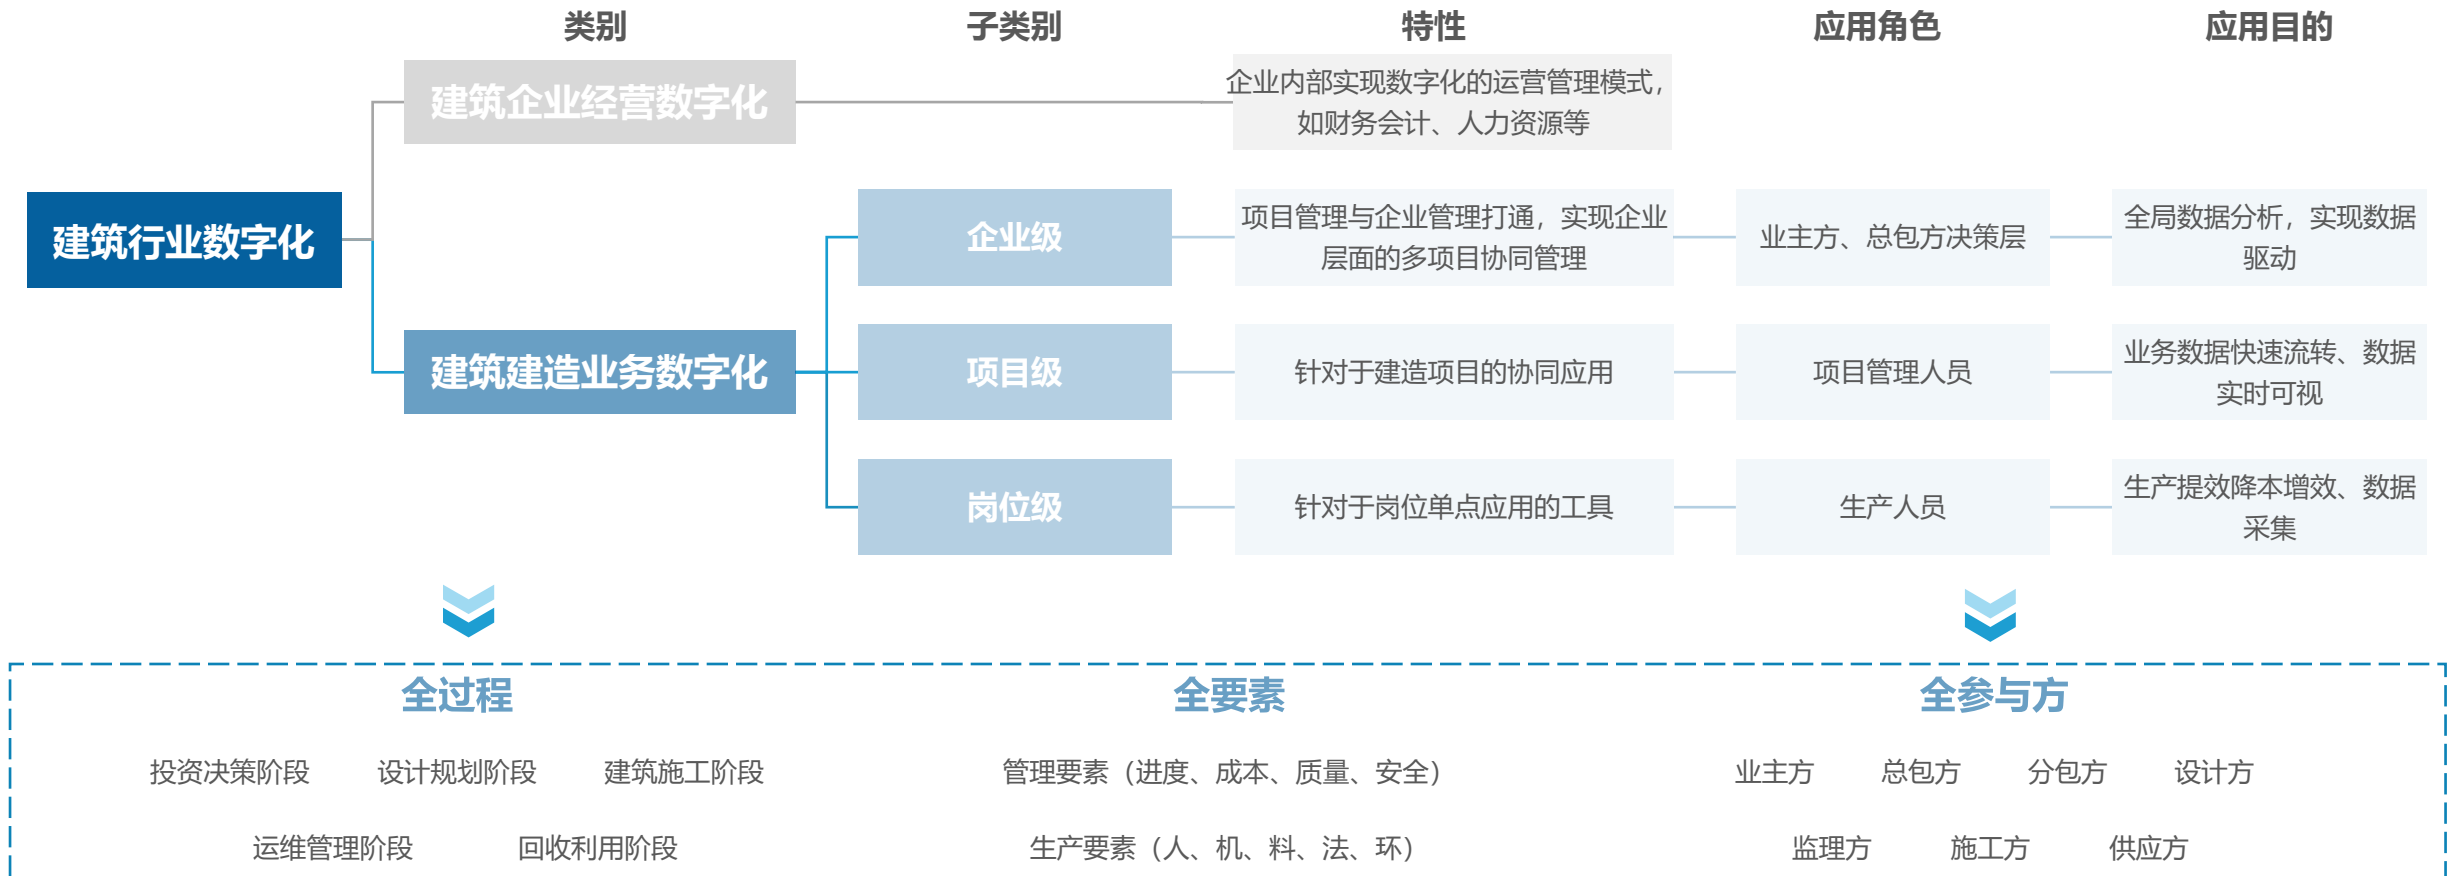 类别 子类别 特性 应用角色 应用目的
建筑企业经营数字化
企业内部实现数字化的运营管理模式，
如财务会计、人力资源等
建筑行业数字化
企业级
项目管理与企业管理打通，实现企业
层面的多项目协同管理
业主方、总包方决策层
全局数据分析，实现数据
驱动
建筑建造业务数字化
项目级
针对于建造项目的协同应用
项目管理人员
业务数据快速流转、数据
实时可视
岗位级
针对于岗位单点应用的工具
生产人员
生产提效降本增效、数据
采集
全过程
投资决策阶段 设计规划阶段 建筑施工阶段
运维管理阶段 回收利用阶段
全要素
管理要素（进度、成本、质量、安全）
生产要素（人、机、料、法、环）
全参与方
业主方 总包方 分包方 设计方
监理方 施工方 供应方